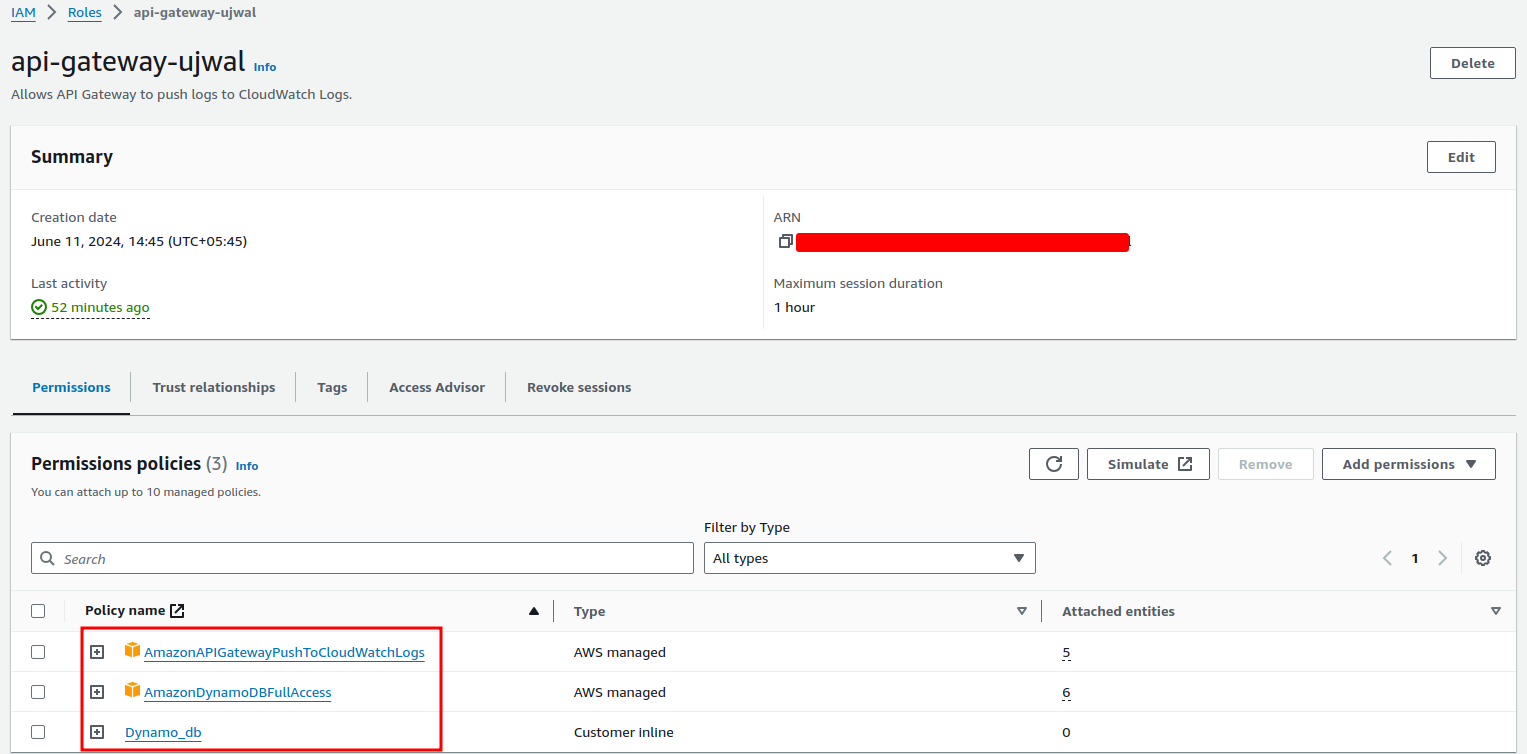 IAM > Roles > api-gateway-ujwal
api-gateway-ujwal Info
Delete
Allows API Gateway to push logs to CloudWatch Logs.
Summary
Edit
Creation date
June 11, 2024, 14:45 (UTC+05:45)
ARN
Last activity
52 minutes ago
Maximum session duration
1 hour
Permissions Trust relationships Tags Access Advisor Revoke sessions
Permissions policies (3) Info
You can attach up to 10 managed policies.
Simulate Remove Add permissions
Filter by Type
Search
All types
1
Policy name Type Attached entities
AmazonAPIGatewayPushToCloudWatchLogs AWS managed 5
AmazonDynamoDBFullAccess AWS managed 6
Dynamo_db Customer inline 0